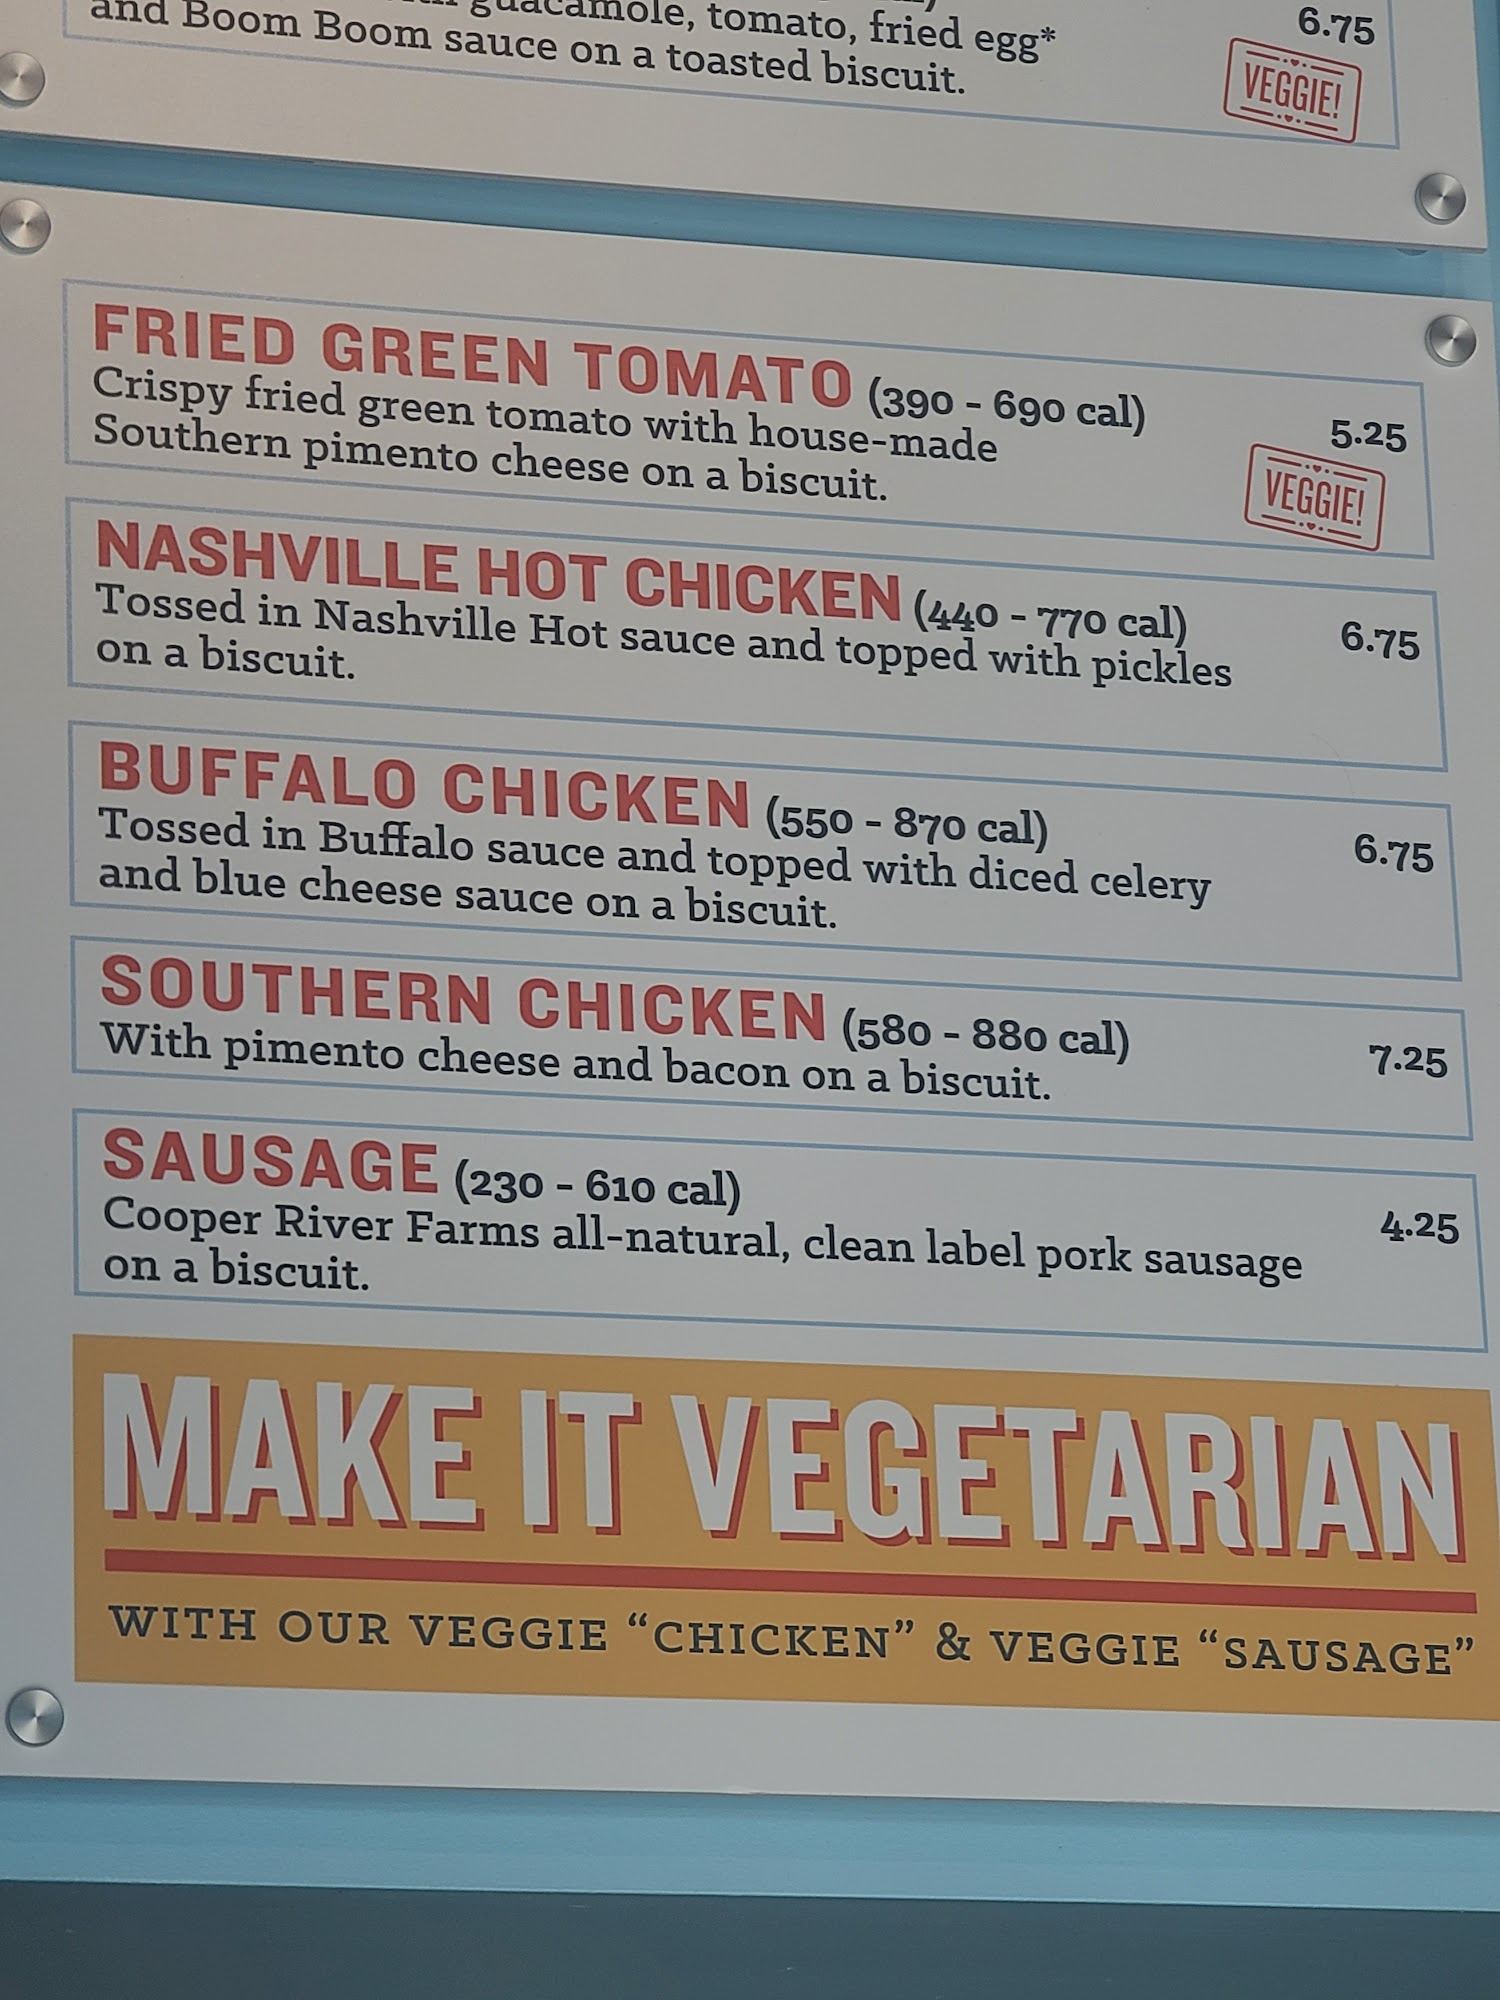 guacamole, tomato, fried egg*
and Boom Boom sauce on a toasted biscuit.
6.75
VEGGIE!
FRIED GREEN TOMATO (390 - 690 cal)
Crispy fried green tomato with house-made
Southern pimento cheese on a biscuit.
5.25
VEGGIE!
NASHVILLE HOT CHICKEN (440 - 770 cal)
Tossed in Nashville Hot sauce and topped with pickles
on a biscuit.
6.75
BUFFALO CHICKEN (550 - 870 cal)
Tossed in Buffalo sauce and topped with diced celery
and blue cheese sauce on a biscuit.
6.75
SOUTHERN CHICKEN (580 - 880 cal)
With pimento cheese and bacon on a biscuit.
7.25
SAUSAGE (230 - 610 cal)
Cooper River Farms all-natural, clean label pork sausage
on a biscuit.
4.25
MAKE IT VEGETARIAN
WITH OUR VEGGIE “CHICKEN” & VEGGIE “SAUSAGE”